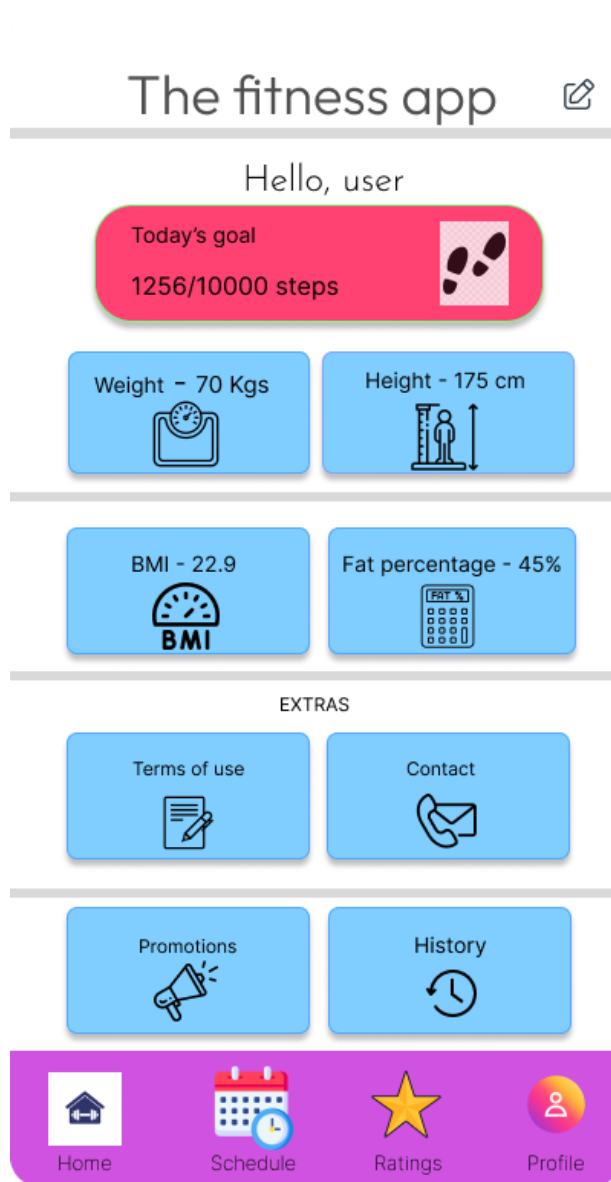 The fitness app
Hello, user
Today's goal
1256/10000 steps
Weight - 70 Kgs
Height - 175 cm
BMI - 22.9
BMI
Fat percentage - 45%
FAT %
EXTRAS
Terms of use
Contact
Promotions
History
Home
Schedule
Ratings
Profile